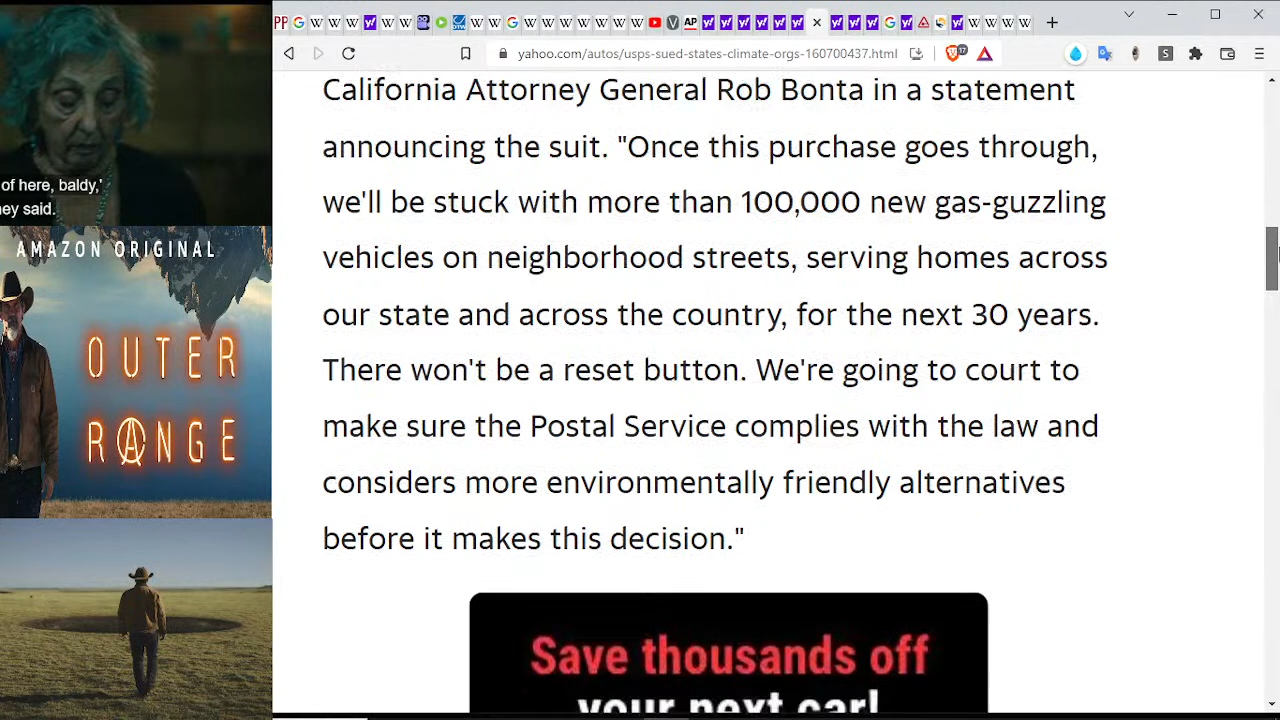 yahoo.com/autos/usps-sued-states-climate-orgs-160700437.html
17
California Attorney General Rob Bonta in a statement
announcing the suit. "Once this purchase goes through,
we'll be stuck with more than 100,000 new gas-guzzling
vehicles on neighborhood streets, serving homes across
our state and across the country, for the next 30 years.
There won't be a reset button. We're going to court to
make sure the Postal Service complies with the law and
considers more environmentally friendly alternatives
before it makes this decision."
Save thousands off
your next car!
of here, baldy,'
hey said.
AMAZON ORIGINAL
OUTER
RANGE